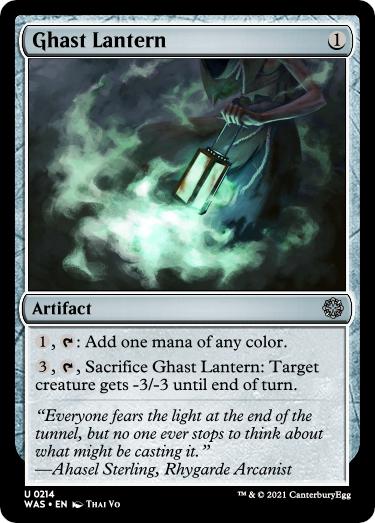 Ghast Lantern 1
Artifact
1, : Add one mana of any color.
3, , Sacrifice Ghast Lantern: Target
creature gets -3/-3 until end of turn.
“Everyone fears the light at the end of the
tunnel, but no one ever stops to think about
what might be casting it.”
—Ahasel Sterling, Rhygarde Arcanist
U 0214
WAS • EN Thai Vo
™ & © 2021 CanterburyEgg